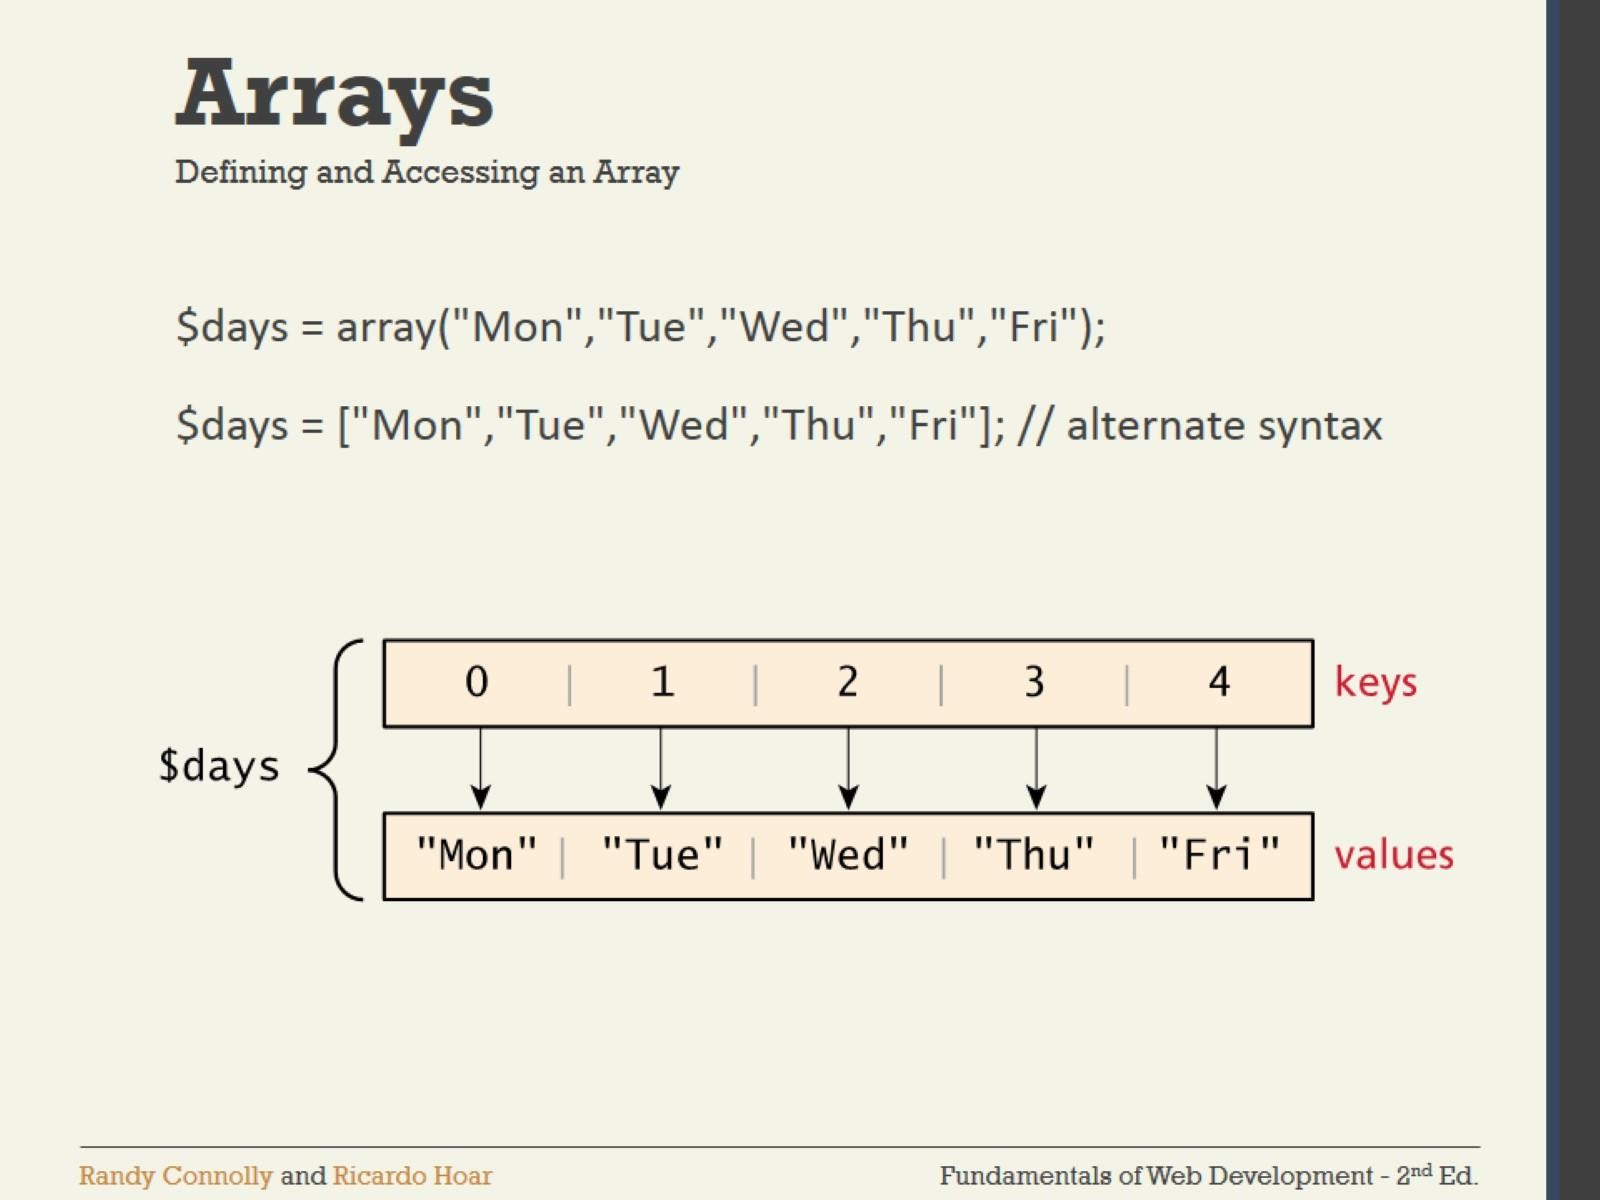 Arrays
Defining and Accessing an Array
$days = array("Mon","Tue","Wed","Thu","Fri");
$days = ["Mon","Tue","Wed","Thu","Fri"]; // alternate syntax
0 | 1 | 2 | 3 | 4 keys
$days
"Mon" | "Tue" | "Wed" | "Thu" | "Fri" values
Randy Connolly and Ricardo Hoar
Fundamentals of Web Development - 2nd Ed.